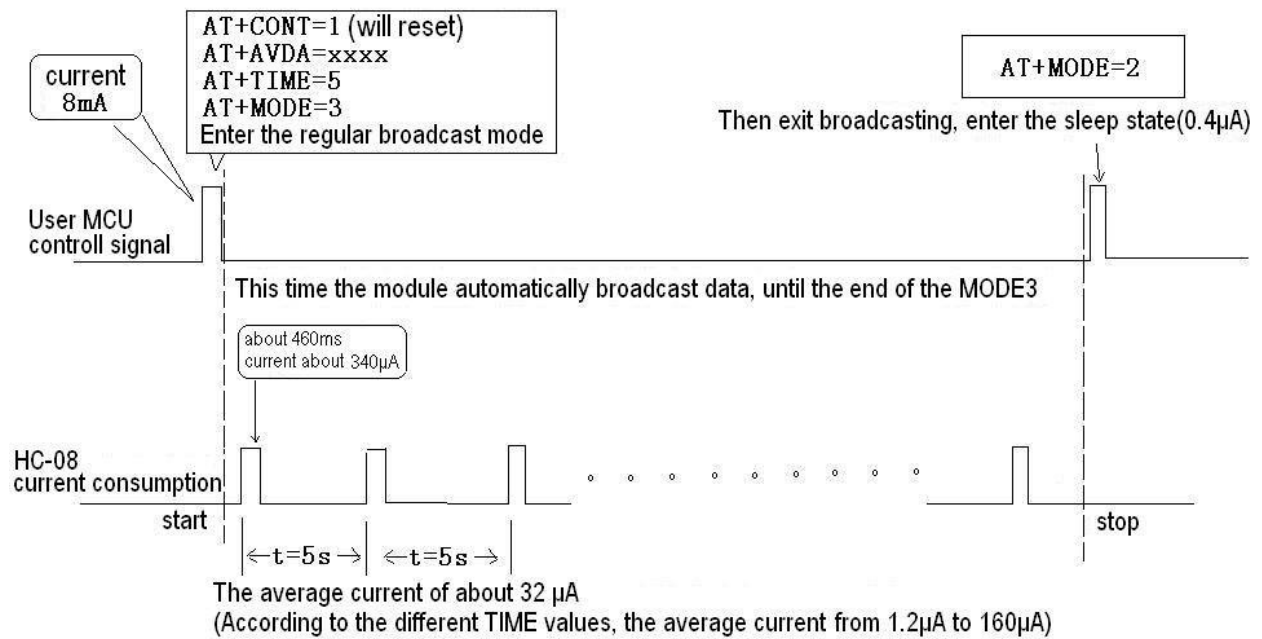 AT+CONT=1 (will reset)
AT+AVDA=xxxx
AT+TIME=5
AT+MODE=3
Enter the regular broadcast mode
current
8mA
AT+MODE=2
Then exit broadcasting, enter the sleep state(0.4µA)
User MCU
controll signal
This time the module automatically broadcast data, until the end of the MODE3
about 460ms
current about 340µA
HC-08
current consumption
start
stop
t=5s
t=5s
The average current of about 32 µA
(According to the different TIME values, the average current from 1.2µA to 160µA)